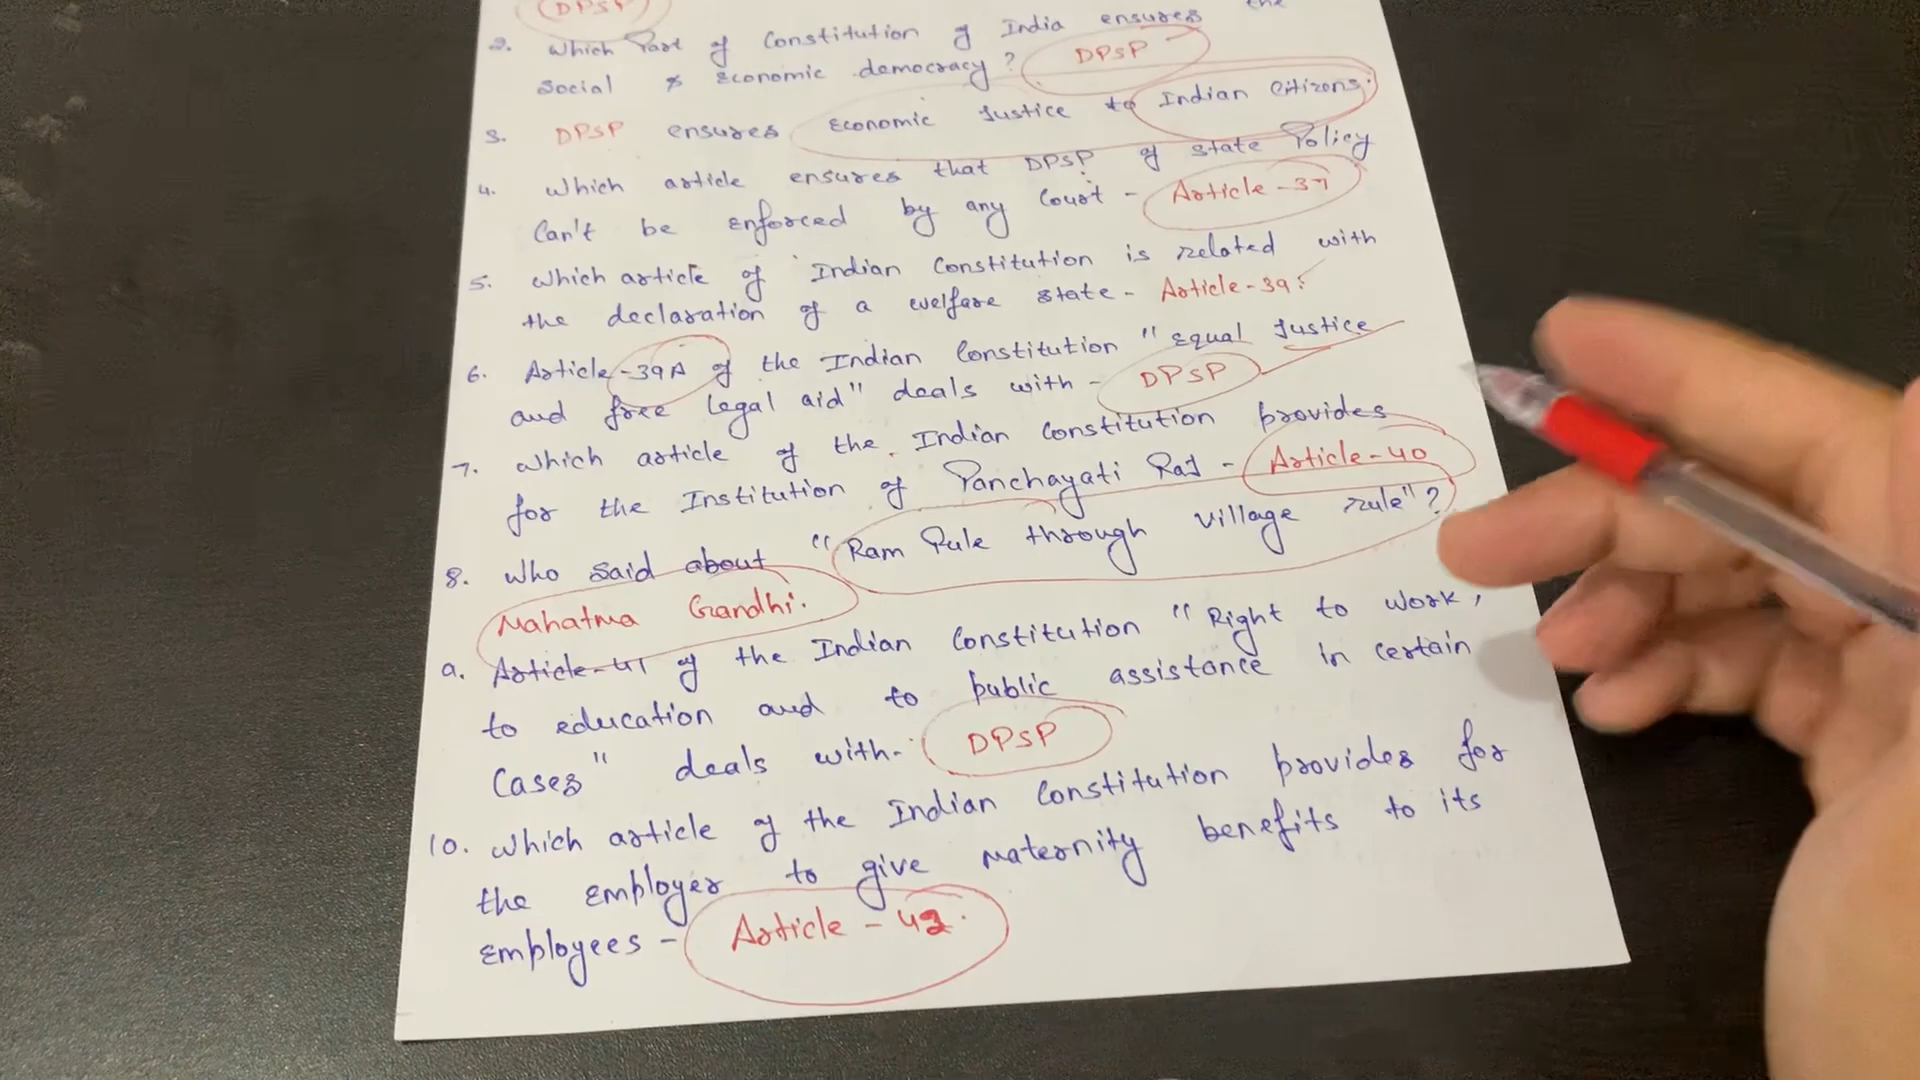 (DPSP)
2. Which Part of Constitution of India ensures the
Social & Economic democracy? DPSP
3. DPSP ensures Economic Justice to Indian Citizens.
4. Which article ensures that DPSP of state Policy
Can't be enforced by any Court - Article - 37
5. Which article of Indian Constitution is related with
the declaration of a welfare state - Article - 39.
6. Article - 39A of the Indian Constitution "Equal Justice
and free legal aid" deals with - DPSP
7. Which article of the Indian Constitution provides
for the Institution of Panchayati Raj - Article - 40
8. Who Said about "Ram Rule through village rule"?
Mahatma Gandhi.
9. Article - 41 of the Indian Constitution "Right to work,
to education and to public assistance in certain
Cases" deals with - DPSP
10. Which article of the Indian Constitution provides for
the Employer to give Maternity benefits to its
Employees - Article - 42.